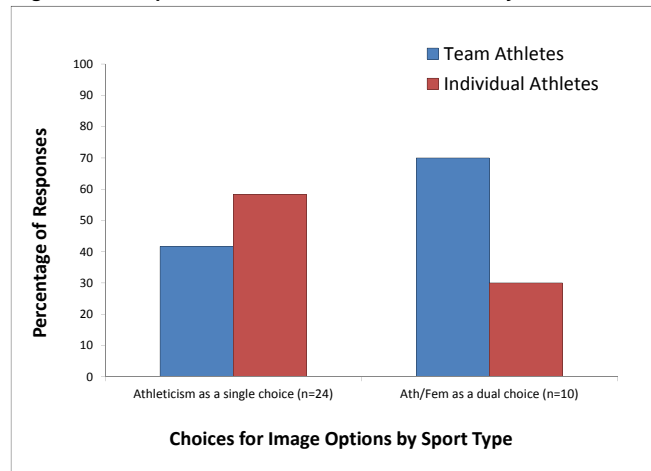 Team Athletes
Individual Athletes
Percentage of Responses
100
90
80
70
60
50
40
30
20
10
0
Athleticism as a single choice (n=24) Ath/Fem as a dual choice (n=10)
Choices for Image Options by Sport Type